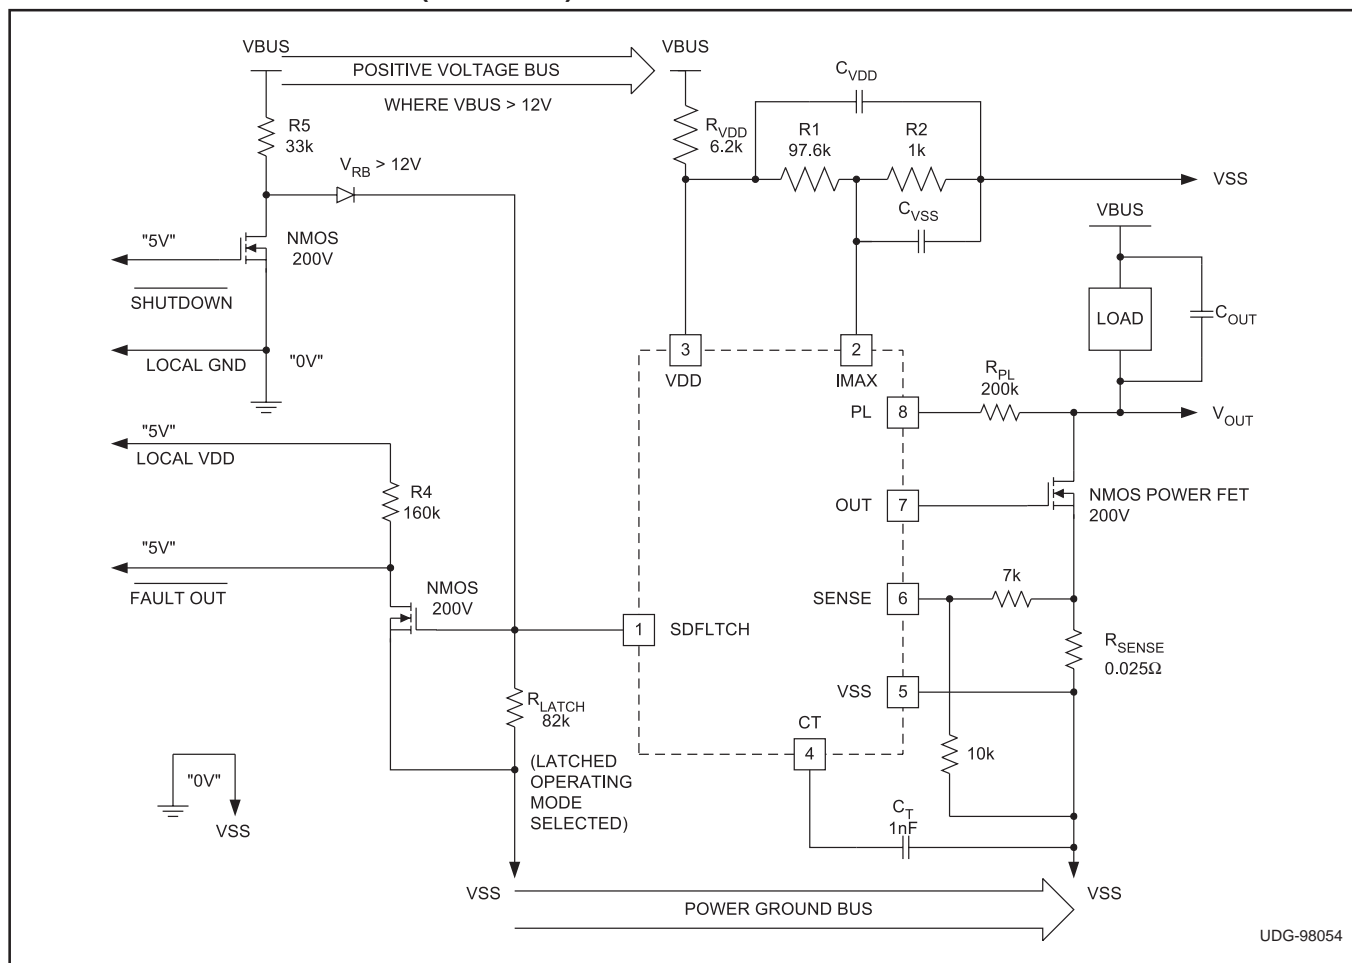 VBUS
POSITIVE VOLTAGE BUS
WHERE VBUS > 12V
VBUS
R5
33k
VRB > 12V
"5V"
NMOS
200V
SHUTDOWN
LOCAL GND
"0V"
"5V"
LOCAL VDD
R4
160k
"5V"
FAULT OUT
NMOS
200V
RLATCH
82k
(LATCHED
OPERATING
MODE
SELECTED)
"0V"
VSS
VSS
RVDD
6.2k
CVDD
R1
97.6k
R2
1k
CVSS
VSS
VBUS
LOAD
COUT
3
VDD
2
IMAX
PL
8
RPL
200k
VOUT
OUT
7
NMOS POWER FET
200V
SENSE
6
7k
1
SDFLTCH
RSENSE
0.025Ω
VSS
5
CT
4
10k
CT
1nF
VSS
POWER GROUND BUS
UDG-98054